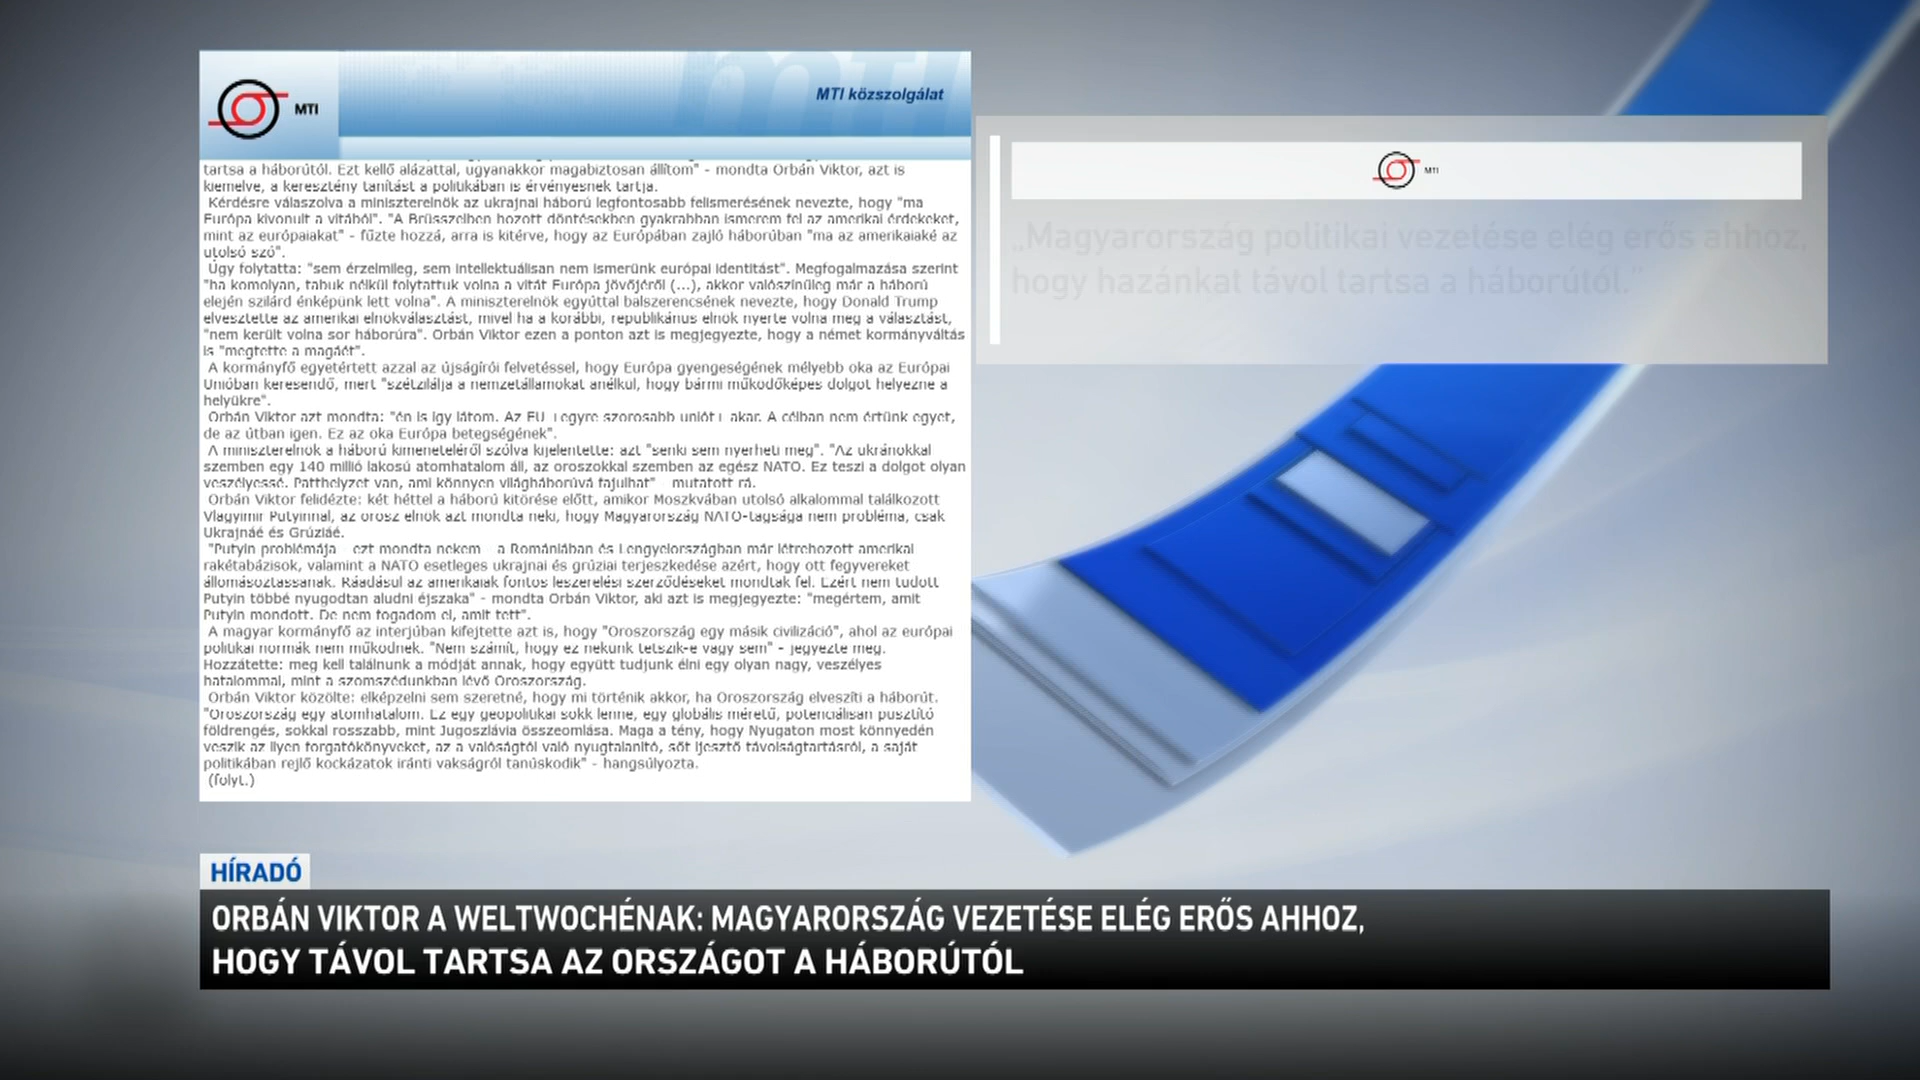 MTI
MTI közszolgálat
tartsa a háborútól. Ezt kellő alázattal, ugyanakkor magabiztosan állítom" - mondta Orbán Viktor, azt is
kiemelve, a keresztény tanítást a politikában is érvényesnek tartja.
Kérdésre válaszolva a miniszterelnök az ukrajnai háború legfontosabb felismerésének nevezte, hogy "ma
Európa kivonult a vitából". "A Brüsszelben hozott döntésekben gyakrabban ismerem fel az amerikai érdekeket,
mint az európaiakat" - fűzte hozzá, arra is kitérve, hogy az Európában zajló háborúban "ma az amerikaiaké az
utolsó szó".
Úgy folytatta: "sem érzelmileg, sem intellektuálisan nem ismerünk európai identitást". Megfogalmazása szerint
"ha komolyan, tabuk nélkül folytattuk volna a vitát Európa jövőjéről (...), akkor valószínűleg már a háború
elején szilárd énképünk lett volna". A miniszterelnök egyúttal balszerencsének nevezte, hogy Donald Trump
elvesztette az amerikai elnökválasztást, mivel ha a korábbi, republikánus elnök nyerte volna meg a választást,
"nem került volna sor háborúra". Orbán Viktor ezen a ponton azt is megjegyezte, hogy a német kormányváltás
is "megtette a magáét".
A kormányfő egyetértett azzal az újságírói felvetéssel, hogy Európa gyengeségének mélyebb oka az Európai
Unióban keresendő, mert "szétzilálja a nemzetállamokat anélkül, hogy bármi működőképes dolgot helyezne a
helyükre".
Orbán Viktor azt mondta: "én is így látom. Az EU egyre szorosabb uniót akar. A célban nem értünk egyet,
de az útban igen. Ez az oka Európa betegségének".
A miniszterelnök a háború kimeneteléről szólva kijelentette: azt "senki sem nyerheti meg". "Az ukránokkal
szemben egy 140 millió lakosú atomhatalom áll, az oroszokkal szemben az egész NATO. Ez teszi a dolgot olyan
veszélyessé. Patthelyzet van, ami könnyen világháborúvá fajulhat" - mutatott rá.
Orbán Viktor felidézte: két héttel a háború kitörése előtt, amikor Moszkvában utolsó alkalommal találkozott
Vlagyimir Putyinnal, az orosz elnök azt mondta neki, hogy Magyarország NATO-tagsága nem probléma, csak
Ukrajnáé és Grúziáé.
"Putyin problémája - ezt mondta nekem - a Romániában és Lengyelországban már létrehozott amerikai
rakétabázisok, valamint a NATO esetleges ukrajnai és grúziai terjeszkedése azért, hogy ott fegyvereket
állomásoztassanak. Ráadásul az amerikaiak fontos leszerelési szerződéseket mondtak fel. Ezért nem tudott
Putyin többé nyugodtan aludni éjszaka" - mondta Orbán Viktor, aki azt is megjegyezte: "megértem, amit
Putyin mondott. De nem fogadom el, amit tett".
A magyar kormányfő az interjúban kifejtette azt is, hogy "Oroszország egy másik civilizáció", ahol az európai
politikai normák nem működnek. "Nem számít, hogy ez nekünk tetszik-e vagy sem" - jegyezte meg.
Hozzátette: meg kell találnunk a módját annak, hogy együtt tudjunk élni egy olyan nagy, veszélyes
hatalommal, mint a szomszédunkban lévő Oroszország.
Orbán Viktor közölte: elképzelni sem szeretné, hogy mi történik akkor, ha Oroszország elveszíti a háborút.
"Oroszország egy atomhatalom. Ez egy geopolitikai sokk lenne, egy globális méretű, potenciálisan pusztító
földrengés, sokkal rosszabb, mint Jugoszlávia összeomlása. Maga a tény, hogy Nyugaton most könnyedén
veszik az ilyen forgatókönyveket, az a valóságtól való nyugtalanító, sőt ijesztő távolságtartásról, a saját
politikában rejlő kockázatok iránti vakságról tanúskodik" - hangsúlyozta.
(folyt.)
MTI
„Magyarország politikai vezetése elég erős ahhoz,
hogy hazánkat távol tartsa a háborútól."
HÍRADÓ
ORBÁN VIKTOR A WELTWOCHÉNAK: MAGYARORSZÁG VEZETÉSE ELÉG ERŐS AHHOZ,
HOGY TÁVOL TARTSA AZ ORSZÁGOT A HÁBORÚTÓL